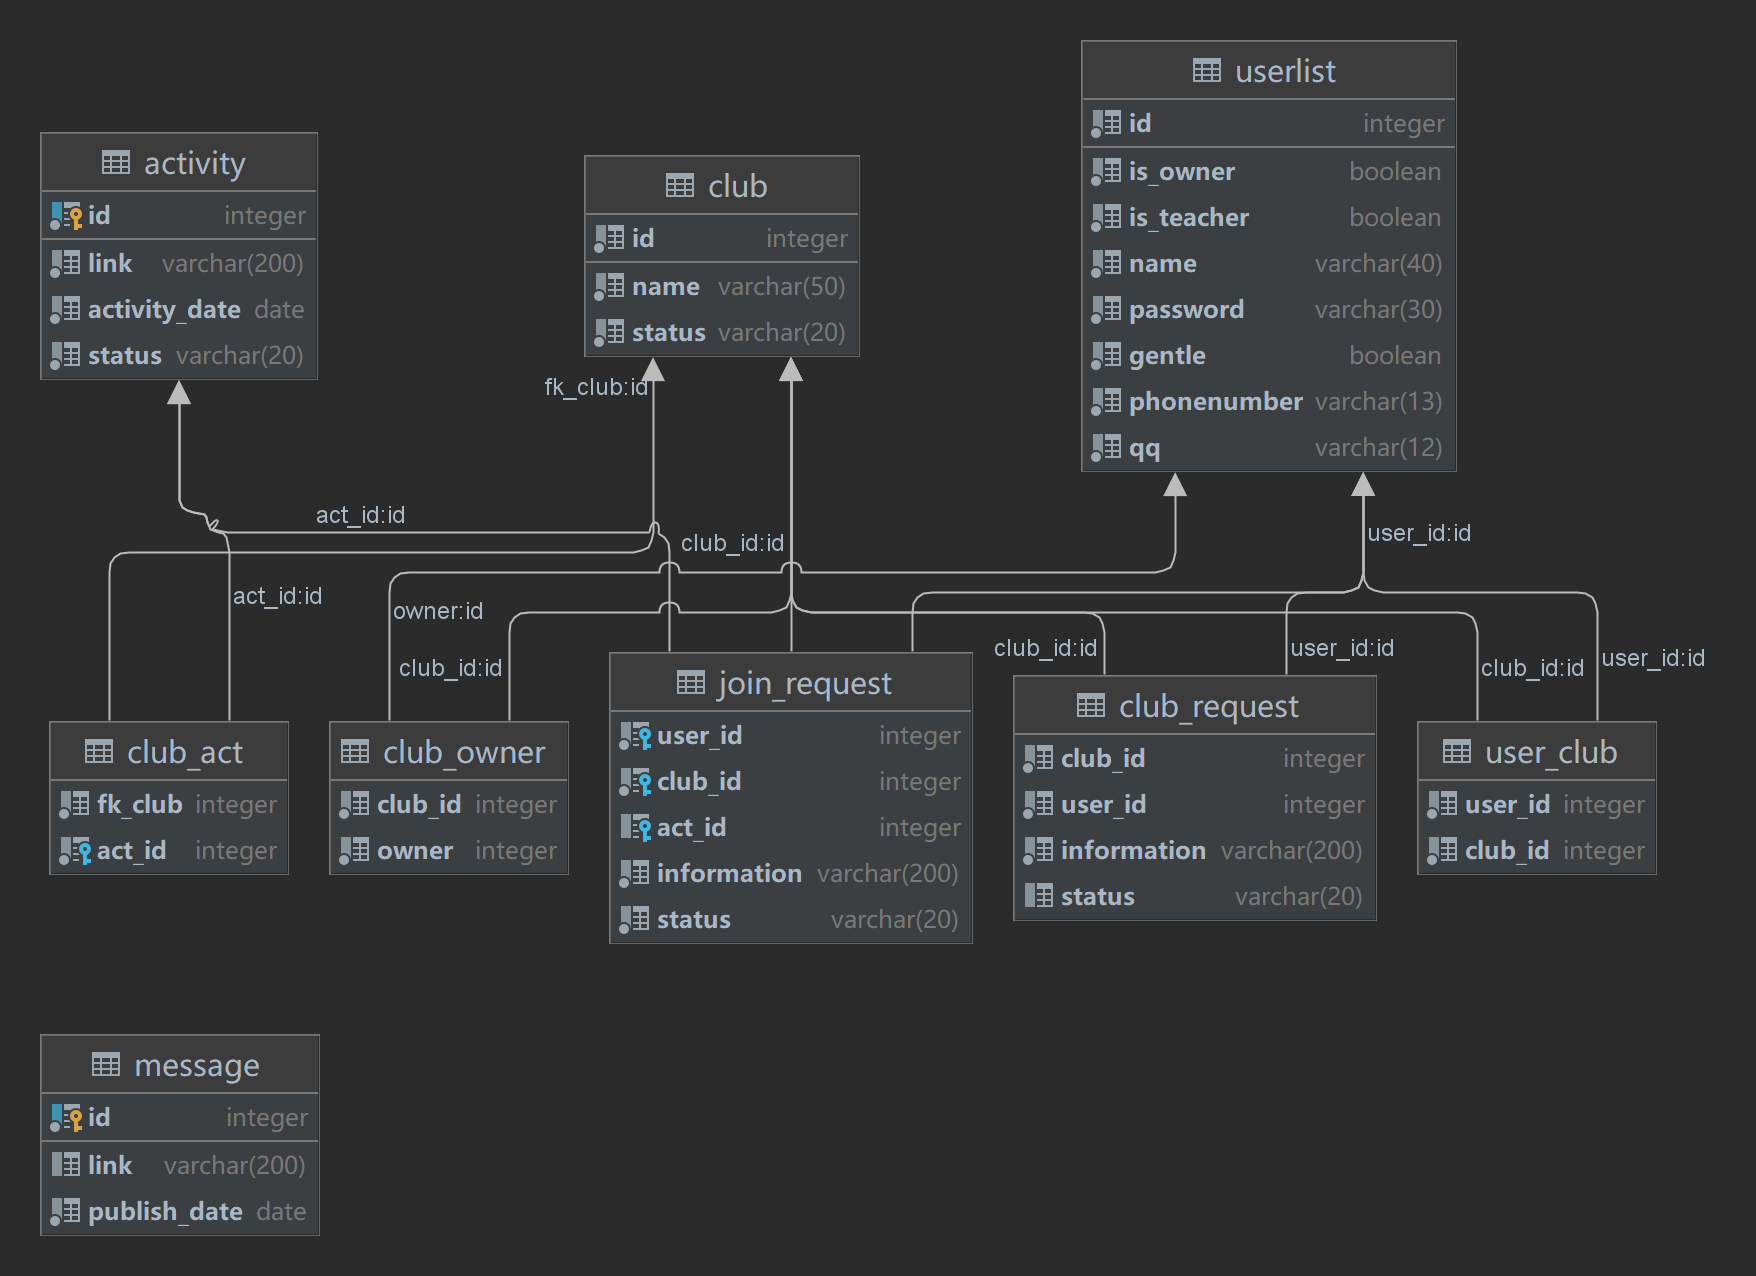 userlist
id integer
is_owner boolean
is_teacher boolean
name varchar(40)
password varchar(30)
gentle boolean
phonenumber varchar(13)
qq varchar(12)
activity
id integer
link varchar(200)
activity_date date
status varchar(20)
club
id integer
name varchar(50)
status varchar(20)
fk_club:id
act_id:id
club_id:id
user_id:id
act_id:id
owner:id
club_id:id
club_id:id
user_id:id
club_id:id
user_id:id
club_act
fk_club integer
act_id integer
club_owner
club_id integer
owner integer
join_request
user_id integer
club_id integer
act_id integer
information varchar(200)
status varchar(20)
club_request
club_id integer
user_id integer
information varchar(200)
status varchar(20)
user_club
user_id integer
club_id integer
message
id integer
link varchar(200)
publish_date date